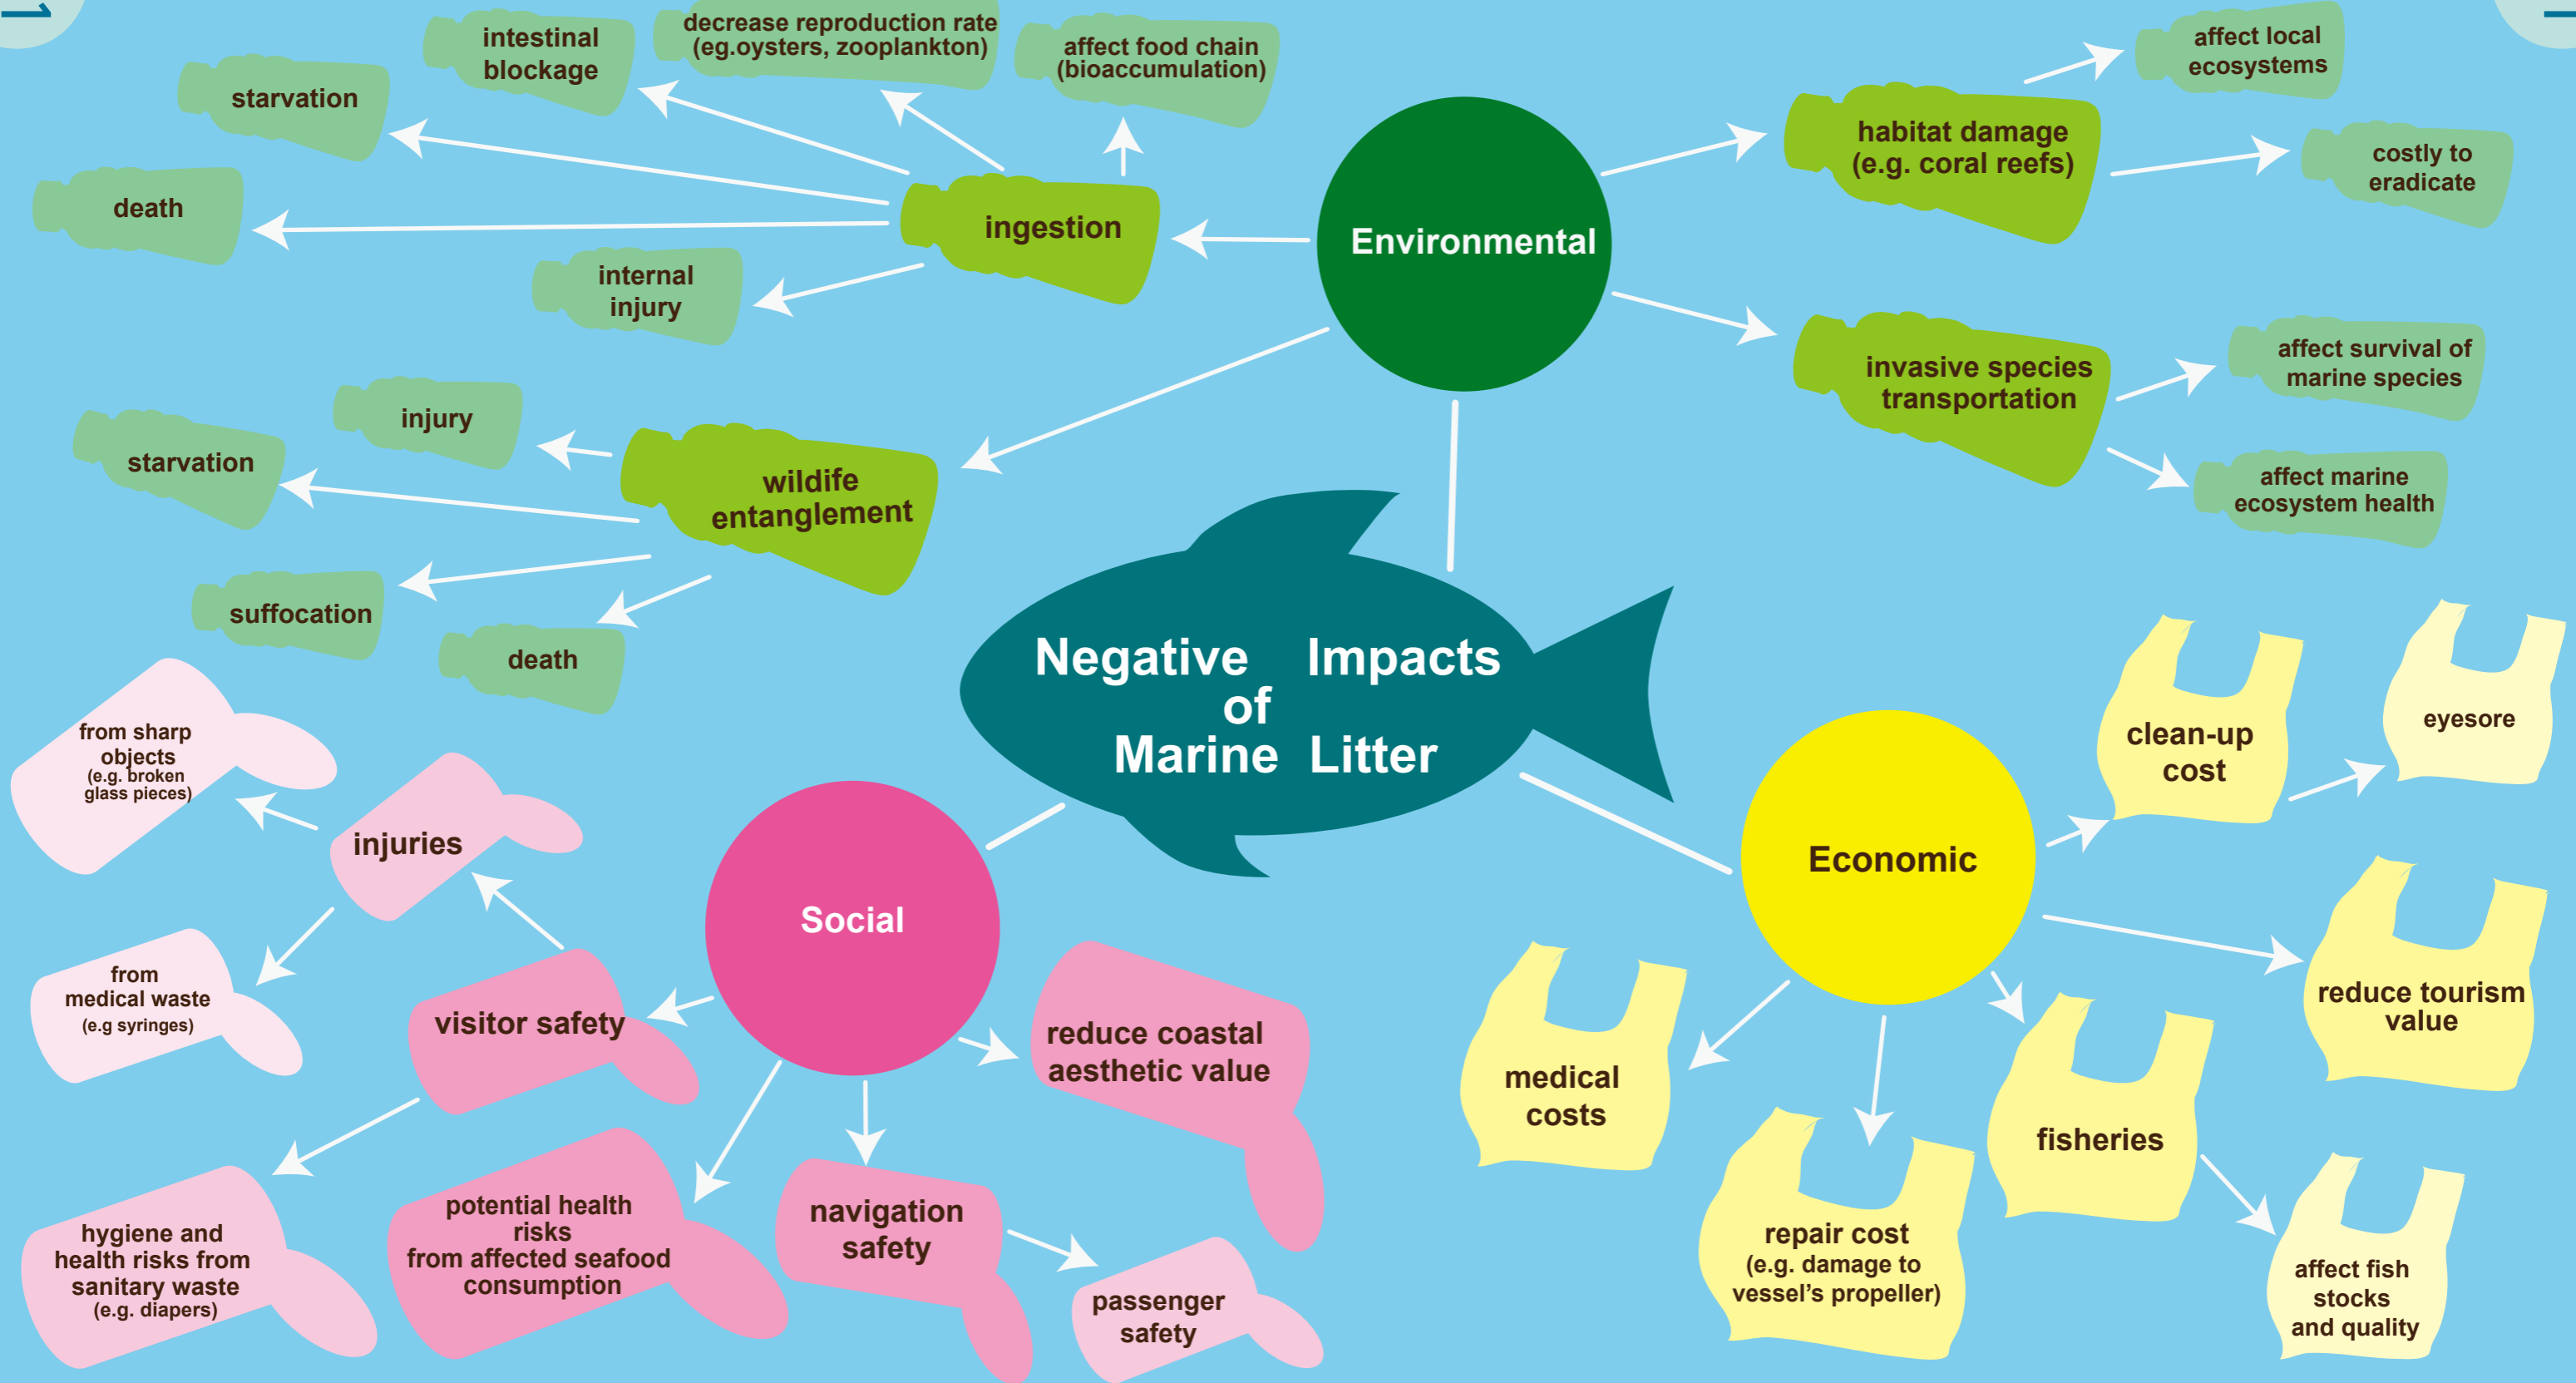 intestinal
blockage
decrease reproduction rate
(eg.oysters, zooplankton)
affect food chain
(bioaccumulation)
starvation
death
ingestion
internal
injury
Environmental
habitat damage
(e.g. coral reefs)
affect local
ecosystems
costly to
eradicate
invasive species
transportation
affect survival of
marine species
affect marine
ecosystem health
injury
starvation
wildife
entanglement
suffocation
death
Negative Impacts
of
Marine Litter
from sharp
objects
(e.g. broken
glass pieces)
injuries
from
medical waste
(e.g syringes)
visitor safety
Social
reduce coastal
aesthetic value
hygiene and
health risks from
sanitary waste
(e.g. diapers)
potential health
risks
from affected seafood
consumption
navigation
safety
passenger
safety
Economic
clean-up
cost
eyesore
reduce tourism
value
medical
costs
repair cost
(e.g. damage to
vessel's propeller)
fisheries
affect fish
stocks
and quality